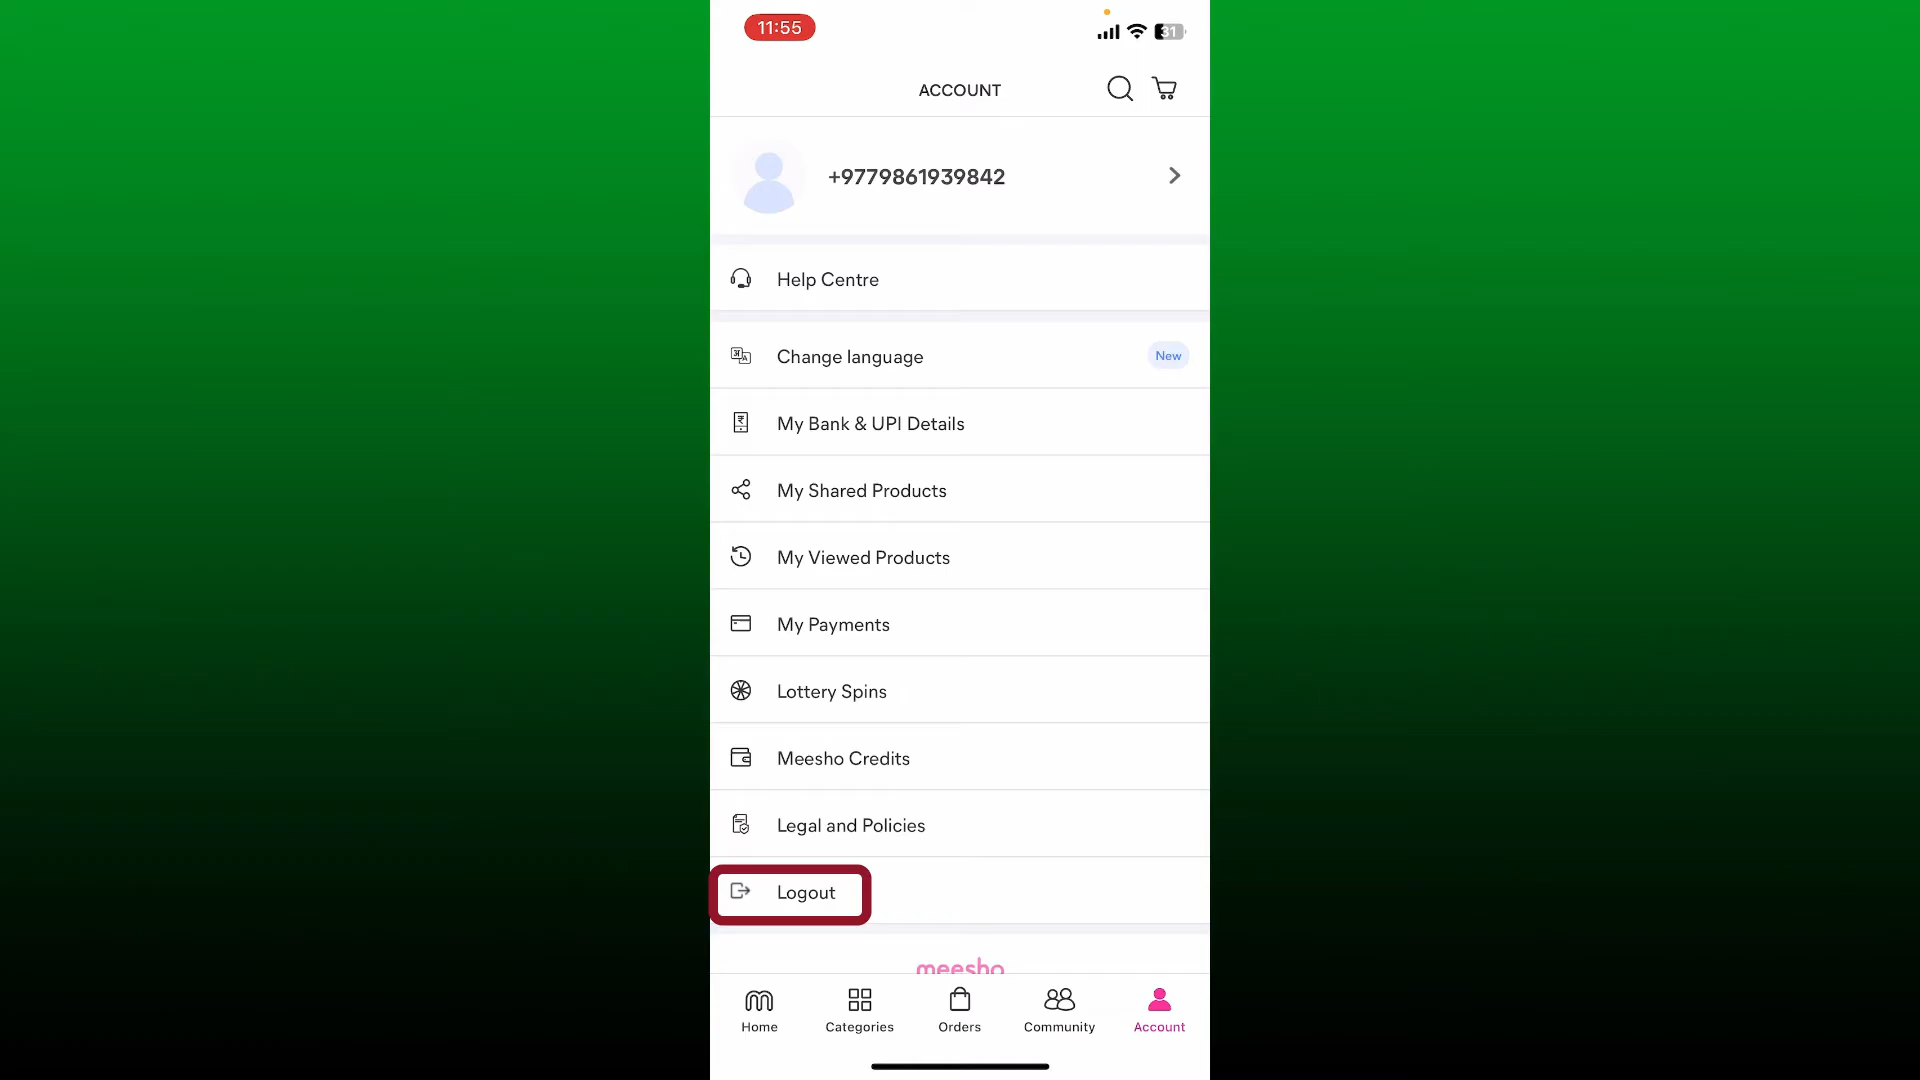 11:55
31
ACCOUNT
+9779861939842
Help Centre
Change language
New
My Bank & UPI Details
My Shared Products
My Viewed Products
My Payments
Lottery Spins
Meesho Credits
Legal and Policies
Logout
meesho
Home
Categories
Orders
Community
Account